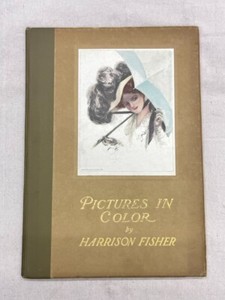 PICTURES IN
COLOR
by
HARRISON FISHER